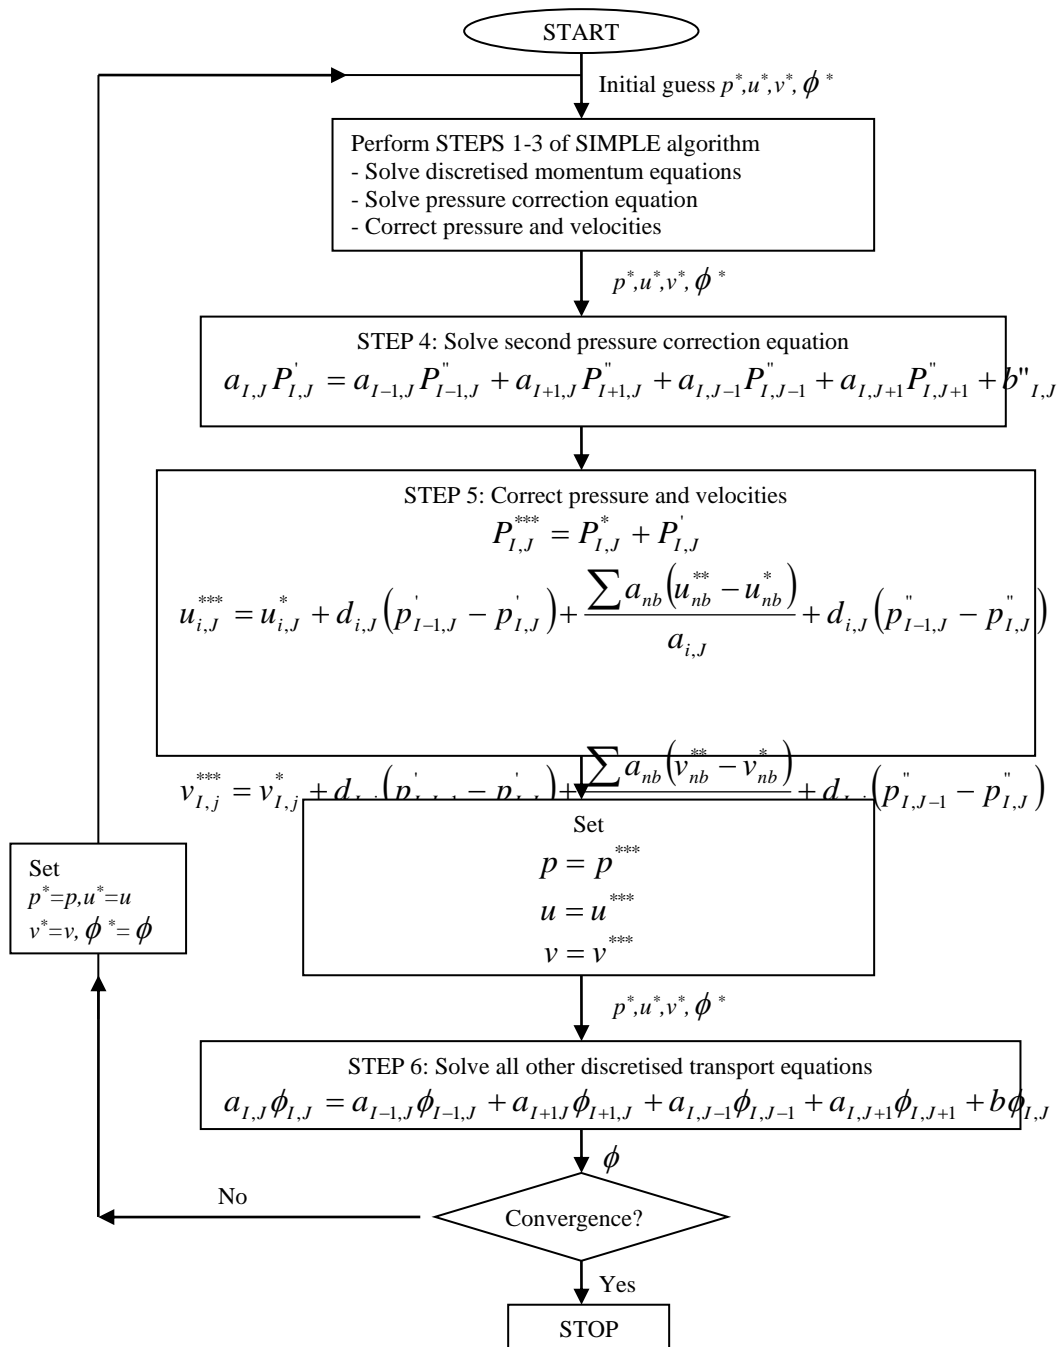 START
Initial guess p*,u*,v*, ϕ *
Perform STEPS 1-3 of SIMPLE algorithm
- Solve discretised momentum equations
- Solve pressure correction equation
- Correct pressure and velocities
p*,u*,v*, ϕ *
STEP 4: Solve second pressure correction equation
a_{I,J} P'_{I,J} = a_{I−1,J} P''_{I−1,J} + a_{I+1,J} P''_{I+1,J} + a_{I,J−1} P''_{I,J−1} + a_{I,J+1} P''_{I,J+1} + b''_{I,J}
STEP 5: Correct pressure and velocities
P***_{I,J} = P*_{I,J} + P'_{I,J}
u***_{i,J} = u*_{i,J} + d_{i,J} (p'_{I−1,J} − p'_{I,J}) + ∑ a_{nb} (u**_{nb} − u*_{nb}) / a_{i,J} + d_{i,J} (p''_{I−1,J} − p''_{I,J})
v***_{I,j} = v*_{I,j} + d (p' − p' ) + ∑ a_{nb} (v**_{nb} − v*_{nb}) + d (p''_{I,J−1} − p''_{I,J})
Set
p = p***
u = u***
v = v***
Set
p*=p,u*=u
v*=v, ϕ *= ϕ
p*,u*,v*, ϕ *
STEP 6: Solve all other discretised transport equations
a_{I,J} ϕ_{I,J} = a_{I−1,J} ϕ_{I−1,J} + a_{I+1J} ϕ_{I+1,J} + a_{I,J−1} ϕ_{I,J−1} + a_{I,J+1} ϕ_{I,J+1} + bϕ_{I,J}
ϕ
No
Convergence?
Yes
STOP